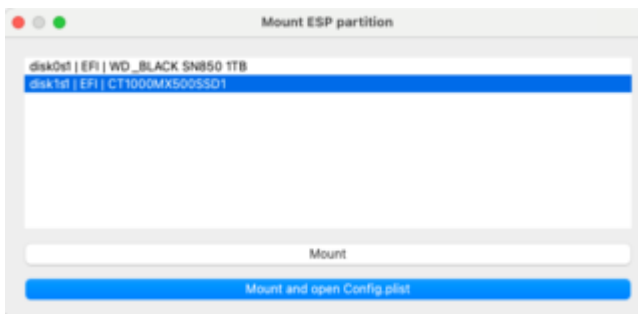 Mount ESP partition
disk0s1 | EFI | WD_BLACK SN850 1TB
disk1s1 | EFI | CT1000MX500SSD1
Mount
Mount and open Config.plist